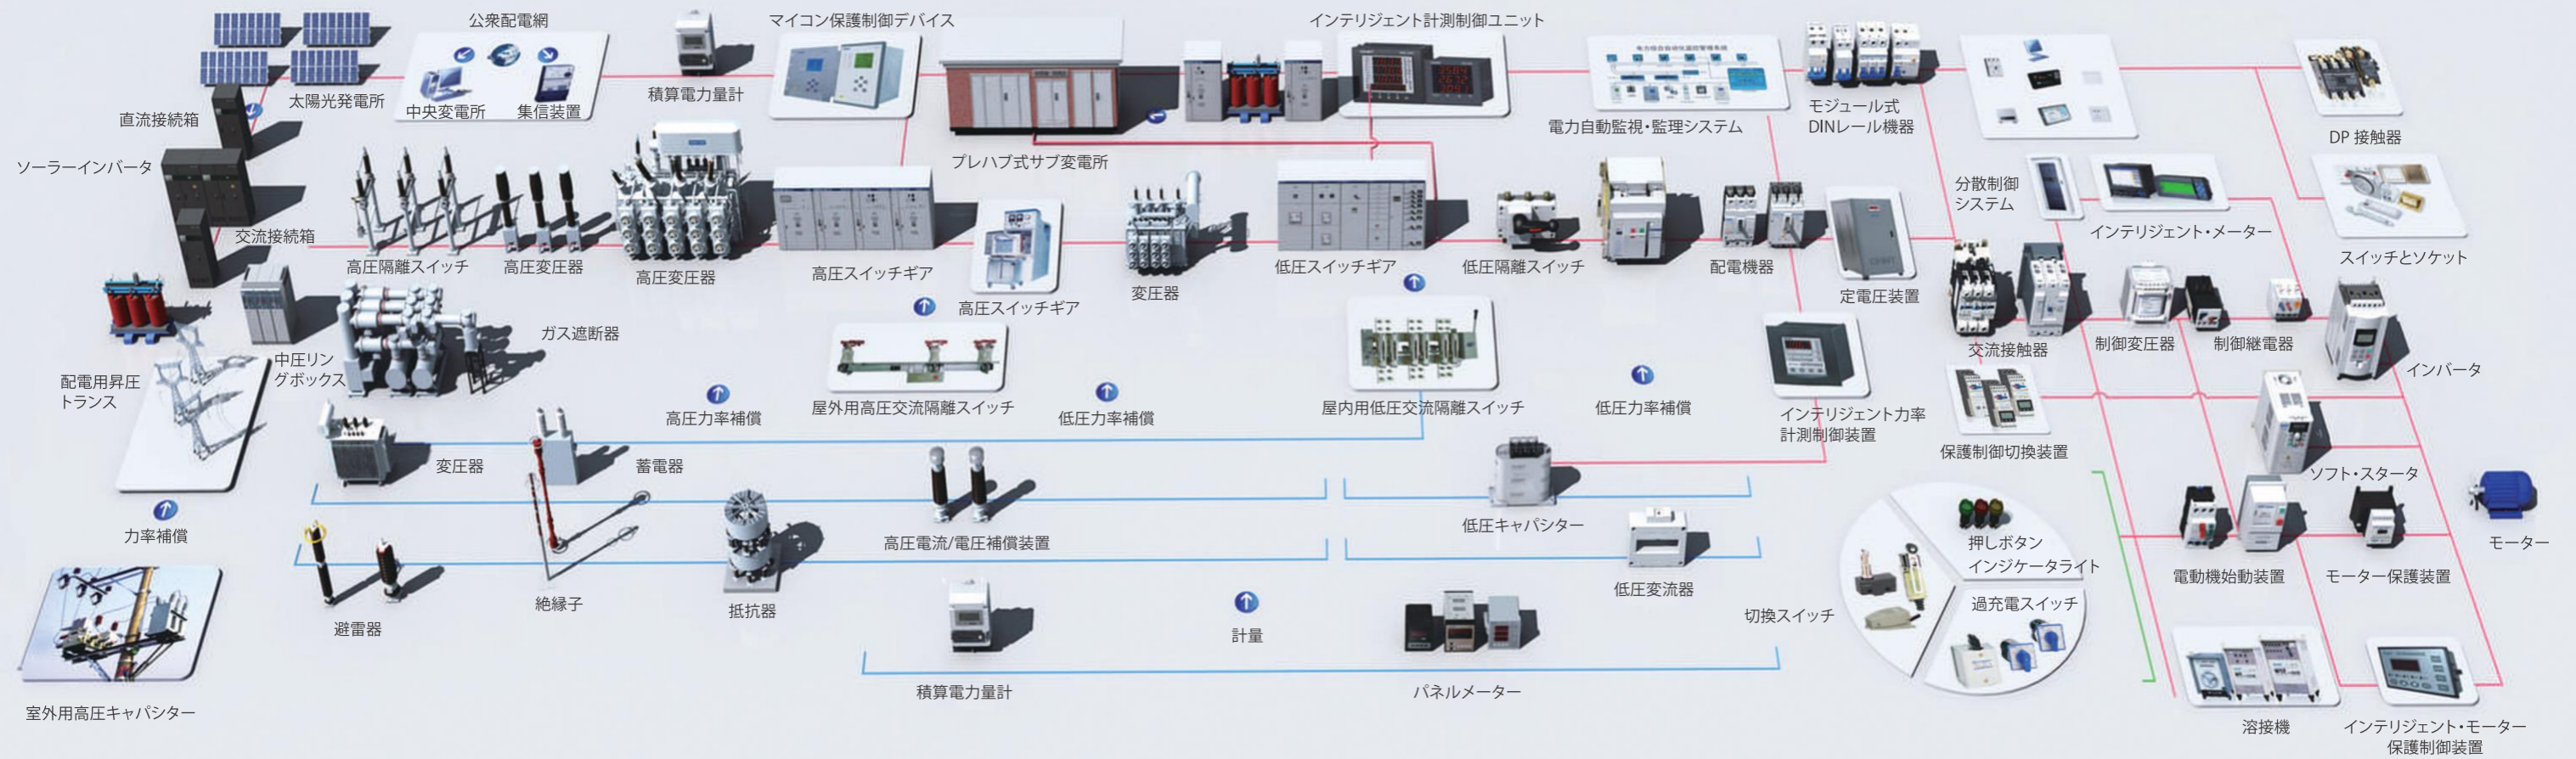 公衆配電網
マイコン保護制御デバイス
インテリジェント計測制御ユニット
电力综合自动化监控管理系统
中央変電所
集信装置
太陽光発電所
積算電力量計
直流接続箱
モジュール式
DINレール機器
電力自動監視・監理システム
DP 接触器
ソーラーインバータ
プレハブ式サブ変電所
分散制御
システム
交流接続箱
インテリジェント・メーター
高圧隔離スイッチ
高圧変圧器
高圧変圧器
高圧スイッチギア
高圧スイッチギア
変圧器
低圧スイッチギア
低圧隔離スイッチ
配電機器
定電圧装置
スイッチとソケット
ガス遮断器
中圧リン
グボックス
配電用昇圧
トランス
交流接触器
制御変圧器
制御継電器
インバータ
高圧力率補償
屋外用高圧交流隔離スイッチ
低圧力率補償
屋内用低圧交流隔離スイッチ
低圧力率補償
インテリジェント力率
計測制御装置
保護制御切換装置
変圧器
蓄電器
ソフト・スタータ
力率補償
高圧電流/電圧補償装置
低圧キャパシター
押しボタン
インジケータライト
モーター
電動機始動装置
モーター保護装置
低圧変流器
過充電スイッチ
切換スイッチ
避雷器
絶縁子
抵抗器
計量
積算電力量計
パネルメーター
室外用高圧キャパシター
溶接機
インテリジェント・モーター
保護制御装置